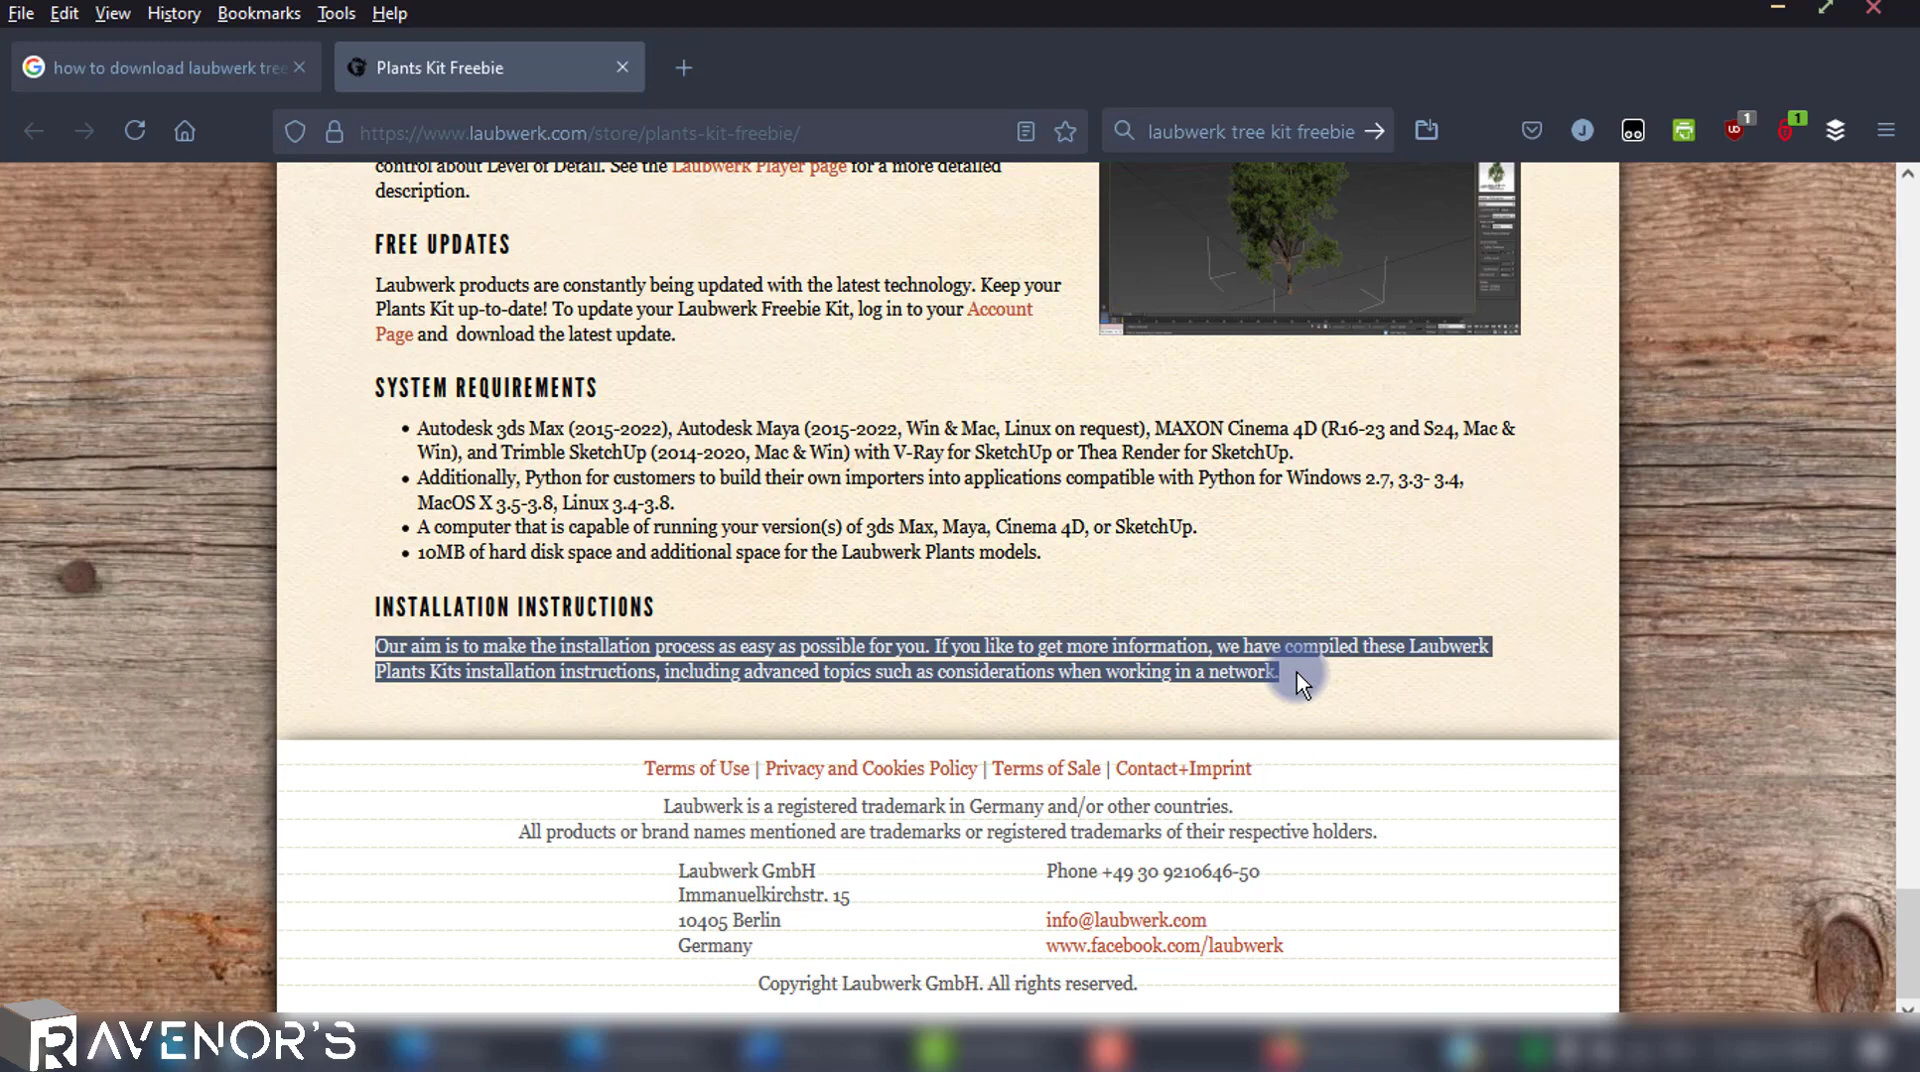 File Edit View History Bookmarks Tools Help
how to download laubwerk tree
Plants Kit Freebie
https://www.laubwerk.com/store/plants-kit-freebie/
laubwerk tree kit freebie
1
1
control about Level of Detail. See the Laubwerk Player page for a more detailed
description.
FREE UPDATES
Laubwerk products are constantly being updated with the latest technology. Keep your
Plants Kit up-to-date! To update your Laubwerk Freebie Kit, log in to your Account
Page and download the latest update.
SYSTEM REQUIREMENTS
• Autodesk 3ds Max (2015-2022), Autodesk Maya (2015-2022, Win & Mac, Linux on request), MAXON Cinema 4D (R16-23 and S24, Mac &
Win), and Trimble SketchUp (2014-2020, Mac & Win) with V-Ray for SketchUp or Thea Render for SketchUp.
• Additionally, Python for customers to build their own importers into applications compatible with Python for Windows 2.7, 3.3- 3.4,
MacOS X 3.5-3.8, Linux 3.4-3.8.
• A computer that is capable of running your version(s) of 3ds Max, Maya, Cinema 4D, or SketchUp.
• 10MB of hard disk space and additional space for the Laubwerk Plants models.
INSTALLATION INSTRUCTIONS
Our aim is to make the installation process as easy as possible for you. If you like to get more information, we have compiled these Laubwerk
Plants Kits installation instructions, including advanced topics such as considerations when working in a network.
Terms of Use | Privacy and Cookies Policy | Terms of Sale | Contact+Imprint
Laubwerk is a registered trademark in Germany and/or other countries.
All products or brand names mentioned are trademarks or registered trademarks of their respective holders.
Laubwerk GmbH
Immanuelkirchstr. 15
10405 Berlin
Germany
Phone +49 30 9210646-50
info@laubwerk.com
www.facebook.com/laubwerk
Copyright Laubwerk GmbH. All rights reserved.
RAVENOR'S